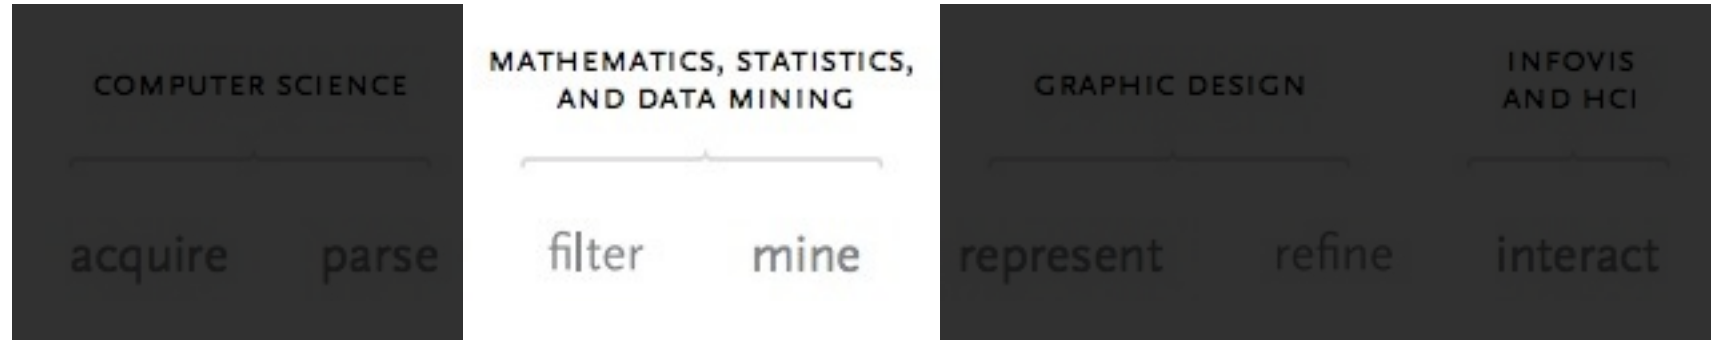 COMPUTER SCIENCE
MATHEMATICS, STATISTICS,
AND DATA MINING
GRAPHIC DESIGN
INFOVIS
AND HCI
acquire parse filter mine represent refine interact